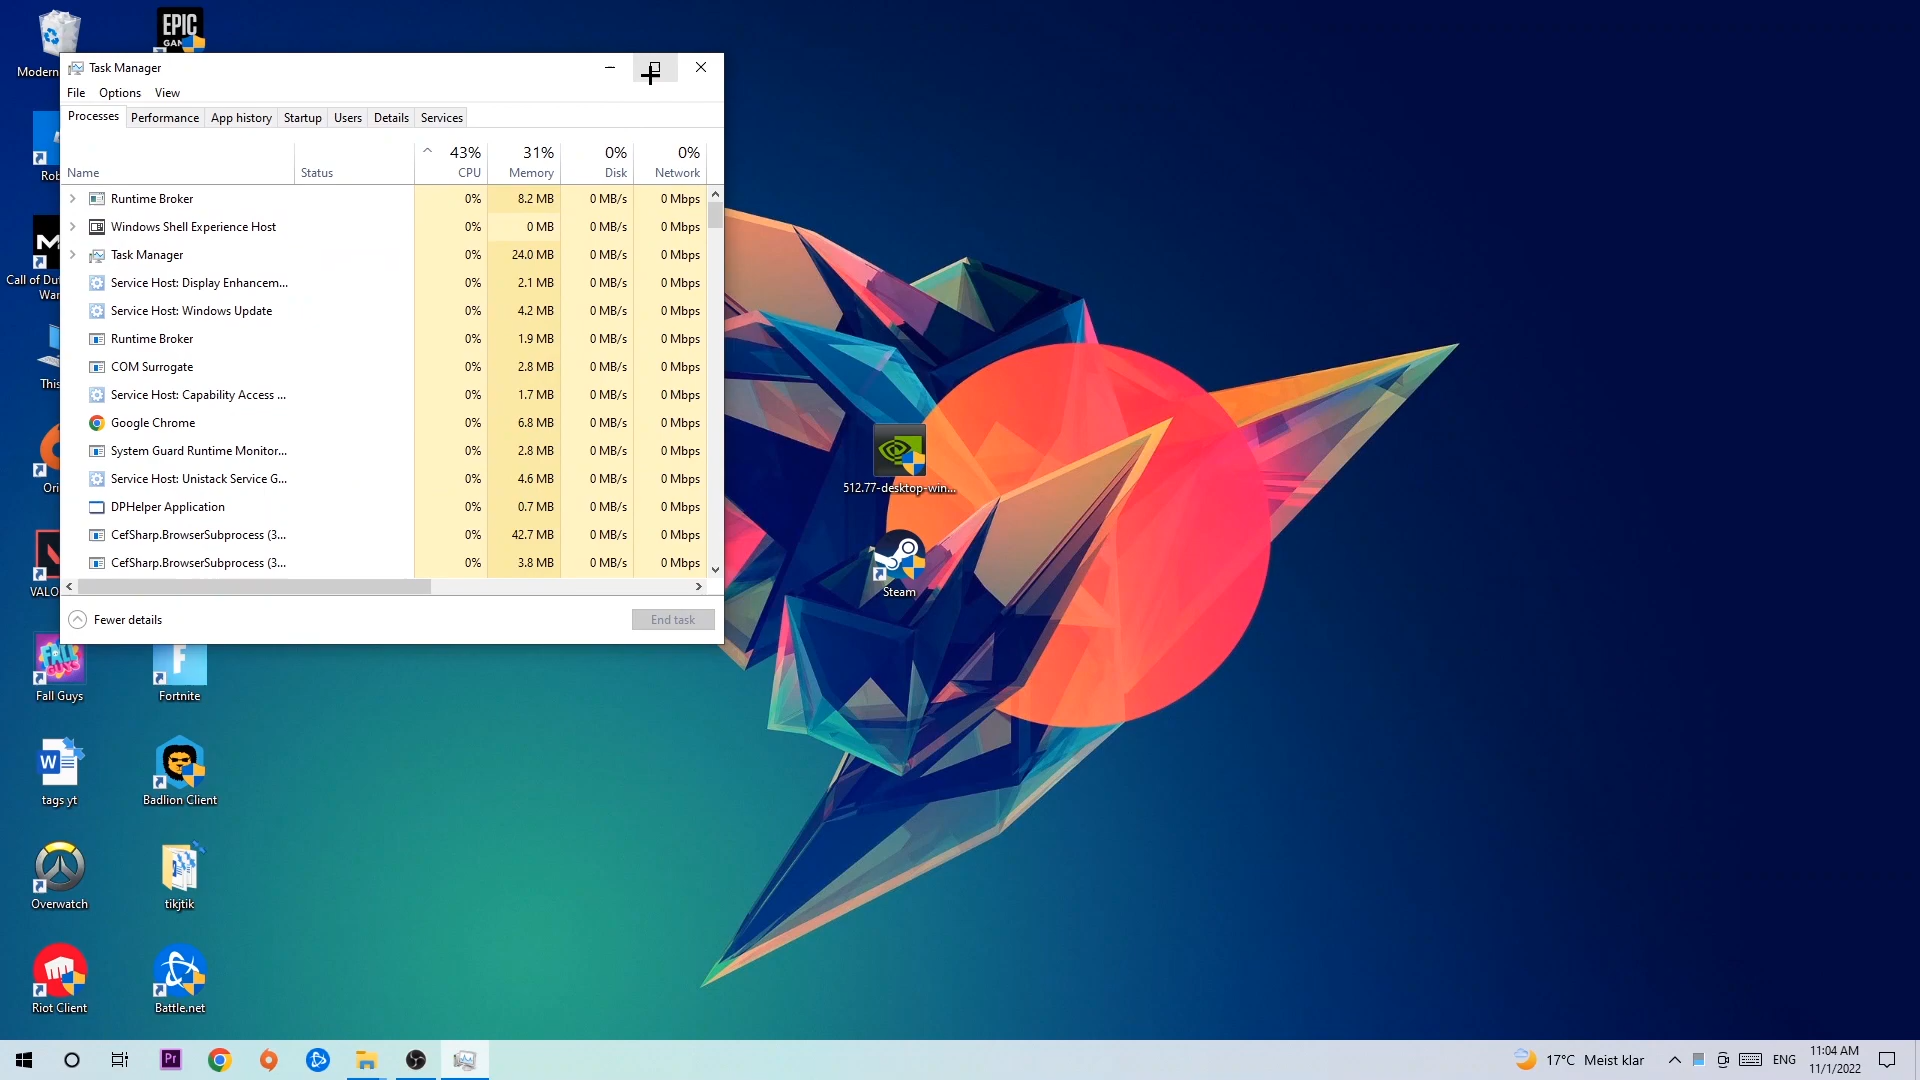 EPIC
GAM
Modern
Task Manager
File Options View
Processes Performance App history Startup Users Details Services
43% 31% 0% 0%
Name Status CPU Memory Disk Network
Runtime Broker 0% 8.2 MB 0 MB/s 0 Mbps
Windows Shell Experience Host 0% 0 MB 0 MB/s 0 Mbps
Task Manager 0% 24.0 MB 0 MB/s 0 Mbps
Service Host: Display Enhancem... 0% 2.1 MB 0 MB/s 0 Mbps
Service Host: Windows Update 0% 4.2 MB 0 MB/s 0 Mbps
Runtime Broker 0% 1.9 MB 0 MB/s 0 Mbps
COM Surrogate 0% 2.8 MB 0 MB/s 0 Mbps
Service Host: Capability Access ... 0% 1.7 MB 0 MB/s 0 Mbps
Google Chrome 0% 6.8 MB 0 MB/s 0 Mbps
System Guard Runtime Monitor... 0% 2.8 MB 0 MB/s 0 Mbps
Service Host: Unistack Service G... 0% 4.6 MB 0 MB/s 0 Mbps
DPHelper Application 0% 0.7 MB 0 MB/s 0 Mbps
CefSharp.BrowserSubprocess (3... 0% 42.7 MB 0 MB/s 0 Mbps
CefSharp.BrowserSubprocess (3... 0% 3.8 MB 0 MB/s 0 Mbps
Fewer details End task
Rob
M
Call of Du
War
This
Ori
VALO
512.77-desktop-win...
Steam
FALL GUYS
Fall Guys
F
Fortnite
W
tags yt
Badlion Client
Overwatch
tikjtik
Riot Client
Battle.net
Pr
17°C Meist klar
ENG
11:04 AM
11/1/2022